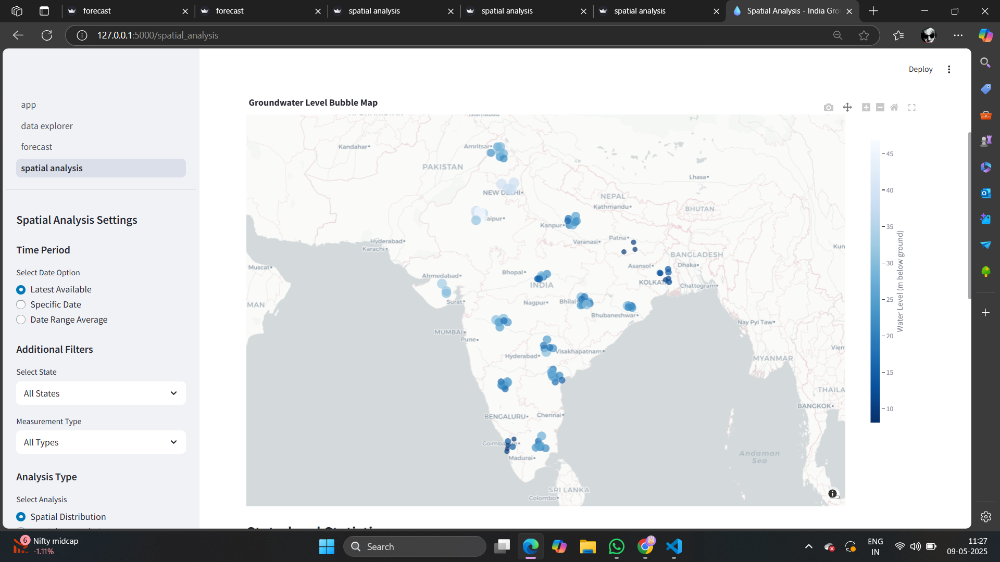 forecast
forecast
spatial analysis
spatial analysis
spatial analysis
Spatial Analysis - India Gro
127.0.0.1:5000/spatial_analysis
Deploy
app
data explorer
forecast
spatial analysis
Spatial Analysis Settings
Time Period
Select Date Option
Latest Available
Specific Date
Date Range Average
Additional Filters
Select State
All States
Measurement Type
All Types
Analysis Type
Select Analysis
Spatial Distribution
Groundwater Level Bubble Map
Kandahar
Amritsar
PAKISTAN
Lhasa
NEW DELHI
NEPAL
Kathmandu
BHUTAN
aipur
Kanpur
Hyderabad
Karachi
Varanasi
Patna
Kun
BANGLADESH
Muscat
Ahmedabad
Bhopal
Asansol
Dhaka
INDIA
KOLKATA
Chattogram
MAN
Surat
Nagpur
Bhilai
Bhubaneshwar
Nay Pyi Taw
MUMBAI
Pune
Hyderabad
Visakhapatnam
Vien
MYANMAR
THAILA
BANGKOK
BENGALURU
Chennai
Coimbatore
Madurai
Andaman
Sea
SRI LANKA
Colombo
45
40
35
30
25
20
15
10
Water Level (m below ground)
6
Nifty midcap
-1.11%
Search
ENG
IN
11:27
09-05-2025